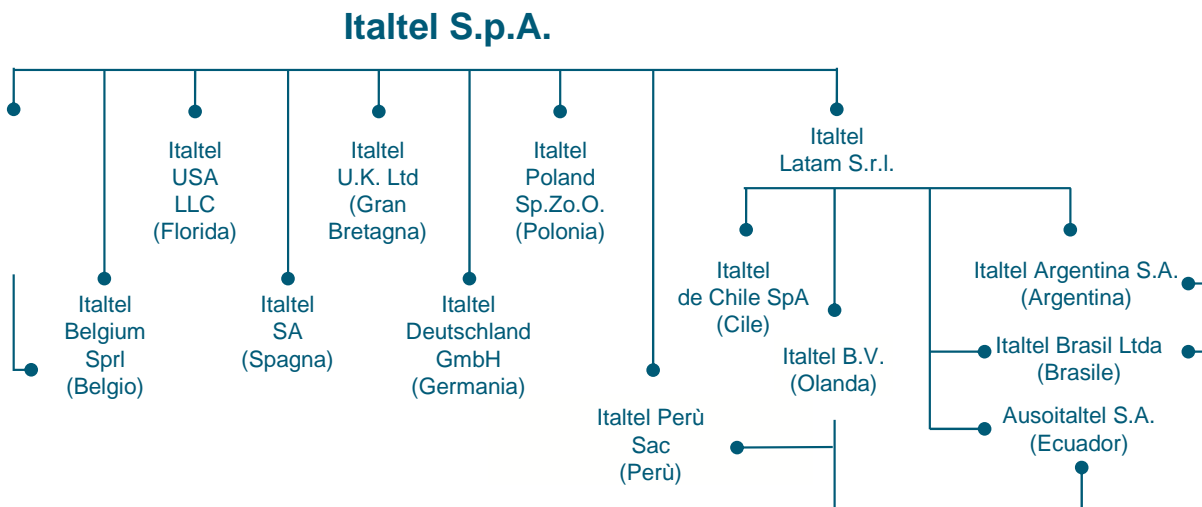 Italtel S.p.A.
Italtel
USA
LLC
(Florida)
Italtel
U.K. Ltd
(Gran
Bretagna)
Italtel
Poland
Sp.Zo.O.
(Polonia)
Italtel
Latam S.r.l.
Italtel
Belgium
Sprl
(Belgio)
Italtel
SA
(Spagna)
Italtel
Deutschland
GmbH
(Germania)
Italtel Perù
Sac
(Perù)
Italtel
de Chile SpA
(Cile)
Italtel B.V.
(Olanda)
Italtel Argentina S.A.
(Argentina)
Italtel Brasil Ltda
(Brasile)
Ausoitaltel S.A.
(Ecuador)